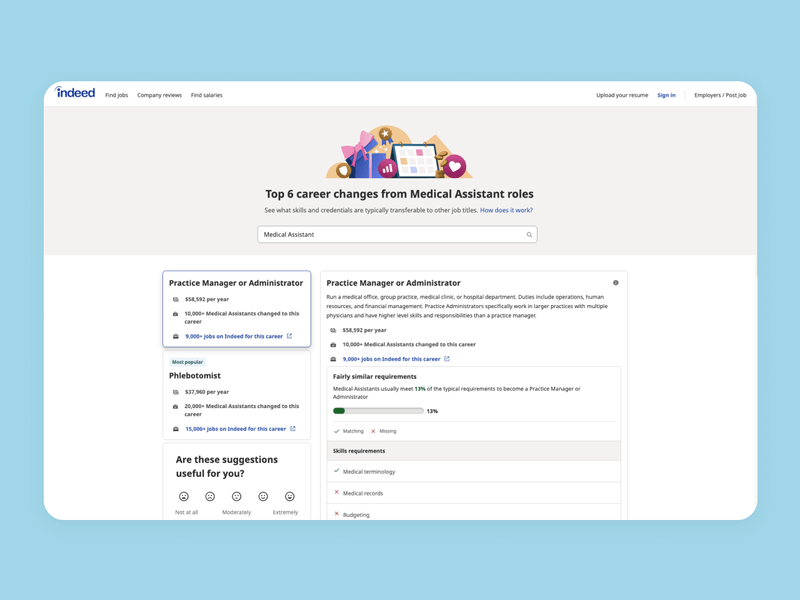 indeed
Find jobs
Company reviews
Find salaries
Upload your resume
Sign in
Employers / Post Job
Top 6 career changes from Medical Assistant roles
See what skills and credentials are typically transferable to other job titles. How does it work?
Medical Assistant
Practice Manager or Administrator
$58,592 per year
10,000+ Medical Assistants changed to this
career
9,000+ jobs on Indeed for this career
Most popular
Phlebotomist
$37,960 per year
20,000+ Medical Assistants changed to this
career
15,000+ jobs on Indeed for this career
Are these suggestions
useful for you?
Not at all
Moderately
Extremely
Practice Manager or Administrator
Run a medical office, group practice, medical clinic, or hospital department. Duties include operations, human
resources, and financial management. Practice Administrators specifically work in larger practices with multiple
physicians and have higher level skills and responsibilities than a practice manager.
$58,592 per year
10,000+ Medical Assistants changed to this career
9,000+ jobs on Indeed for this career
Fairly similar requirements
Medical Assistants usually meet 13% of the typical requirements to become a Practice Manager or
Administrator
13%
Matching
Missing
Skills requirements
Medical terminology
Medical records
Budgeting